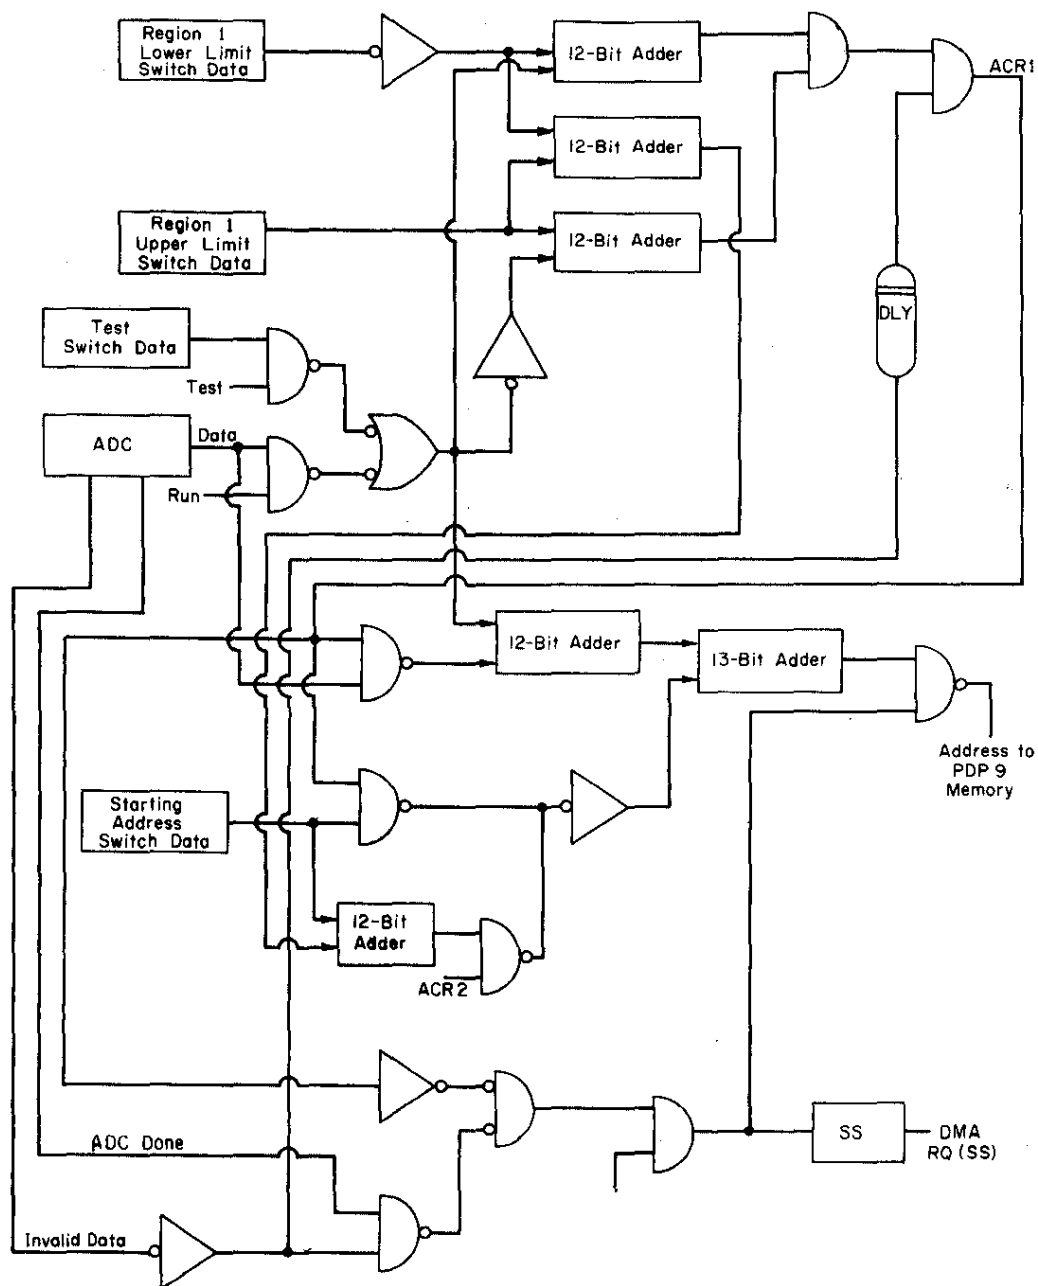 Region 1
Lower Limit
Switch Data
12-Bit Adder
ACR1
12-Bit Adder
Region 1
Upper Limit
Switch Data
12-Bit Adder
DLY
Test
Switch Data
Test
ADC
Data
Run
12-Bit Adder
13-Bit Adder
Address to
PDP 9
Memory
Starting
Address
Switch Data
12-Bit
Adder
ACR2
ADC Done
SS
DMA
RQ (SS)
Invalid Data